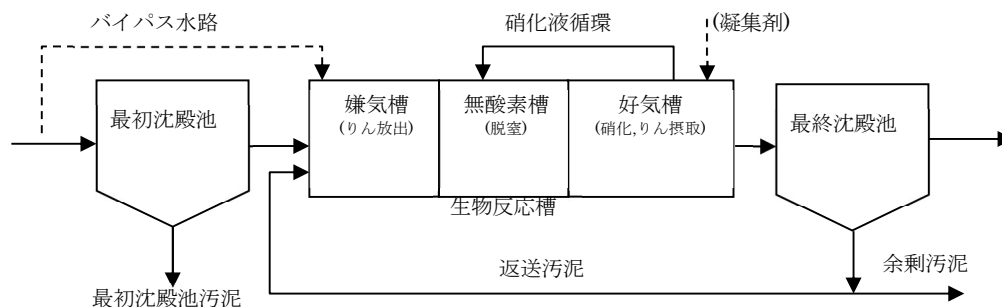 バイパス水路
硝化液循環
(凝集剤)
最初沈殿池
嫌気槽
(りん放出)
無酸素槽
(脱窒)
好気槽
(硝化,りん摂取)
最終沈殿池
生物反応槽
返送汚泥
余剰汚泥
最初沈殿池汚泥